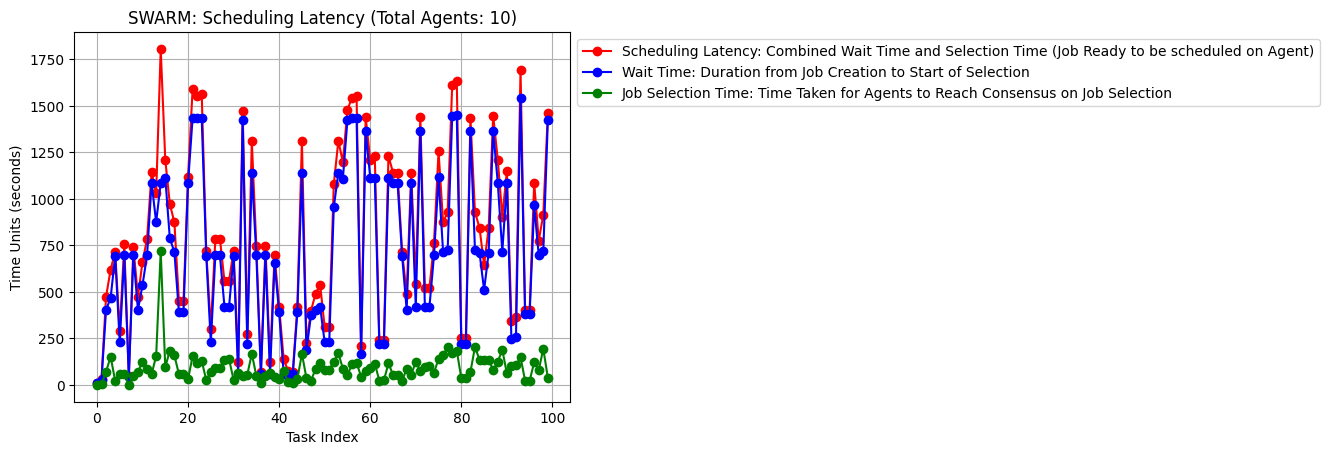 SWARM: Scheduling Latency (Total Agents: 10)
Scheduling Latency: Combined Wait Time and Selection Time (Job Ready to be scheduled on Agent)
Wait Time: Duration from Job Creation to Start of Selection
Job Selection Time: Time Taken for Agents to Reach Consensus on Job Selection
Time Units (seconds)
1750
1500
1250
1000
750
500
250
0
0 20 40 60 80 100
Task Index